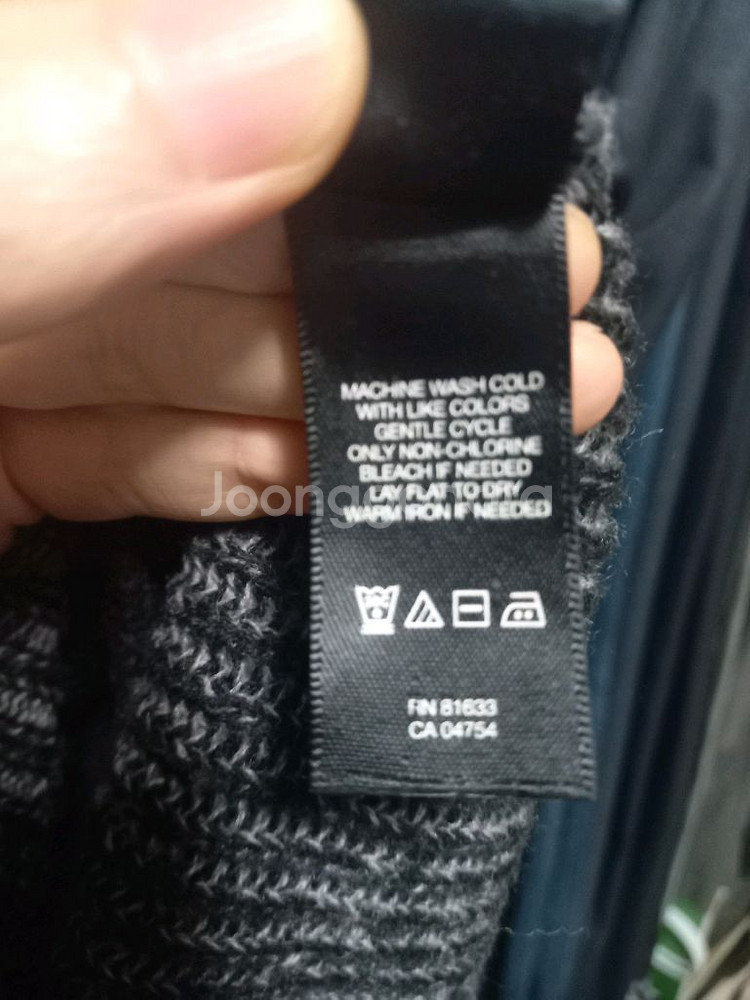 MACHINE WASH COLD
WITH LIKE COLORS
GENTLE CYCLE
ONLY NON-CHLORINE
BLEACH IF NEEDED
LAY FLAT TO DRY
WARM IRON IF NEEDED
RN 81633
CA 04754